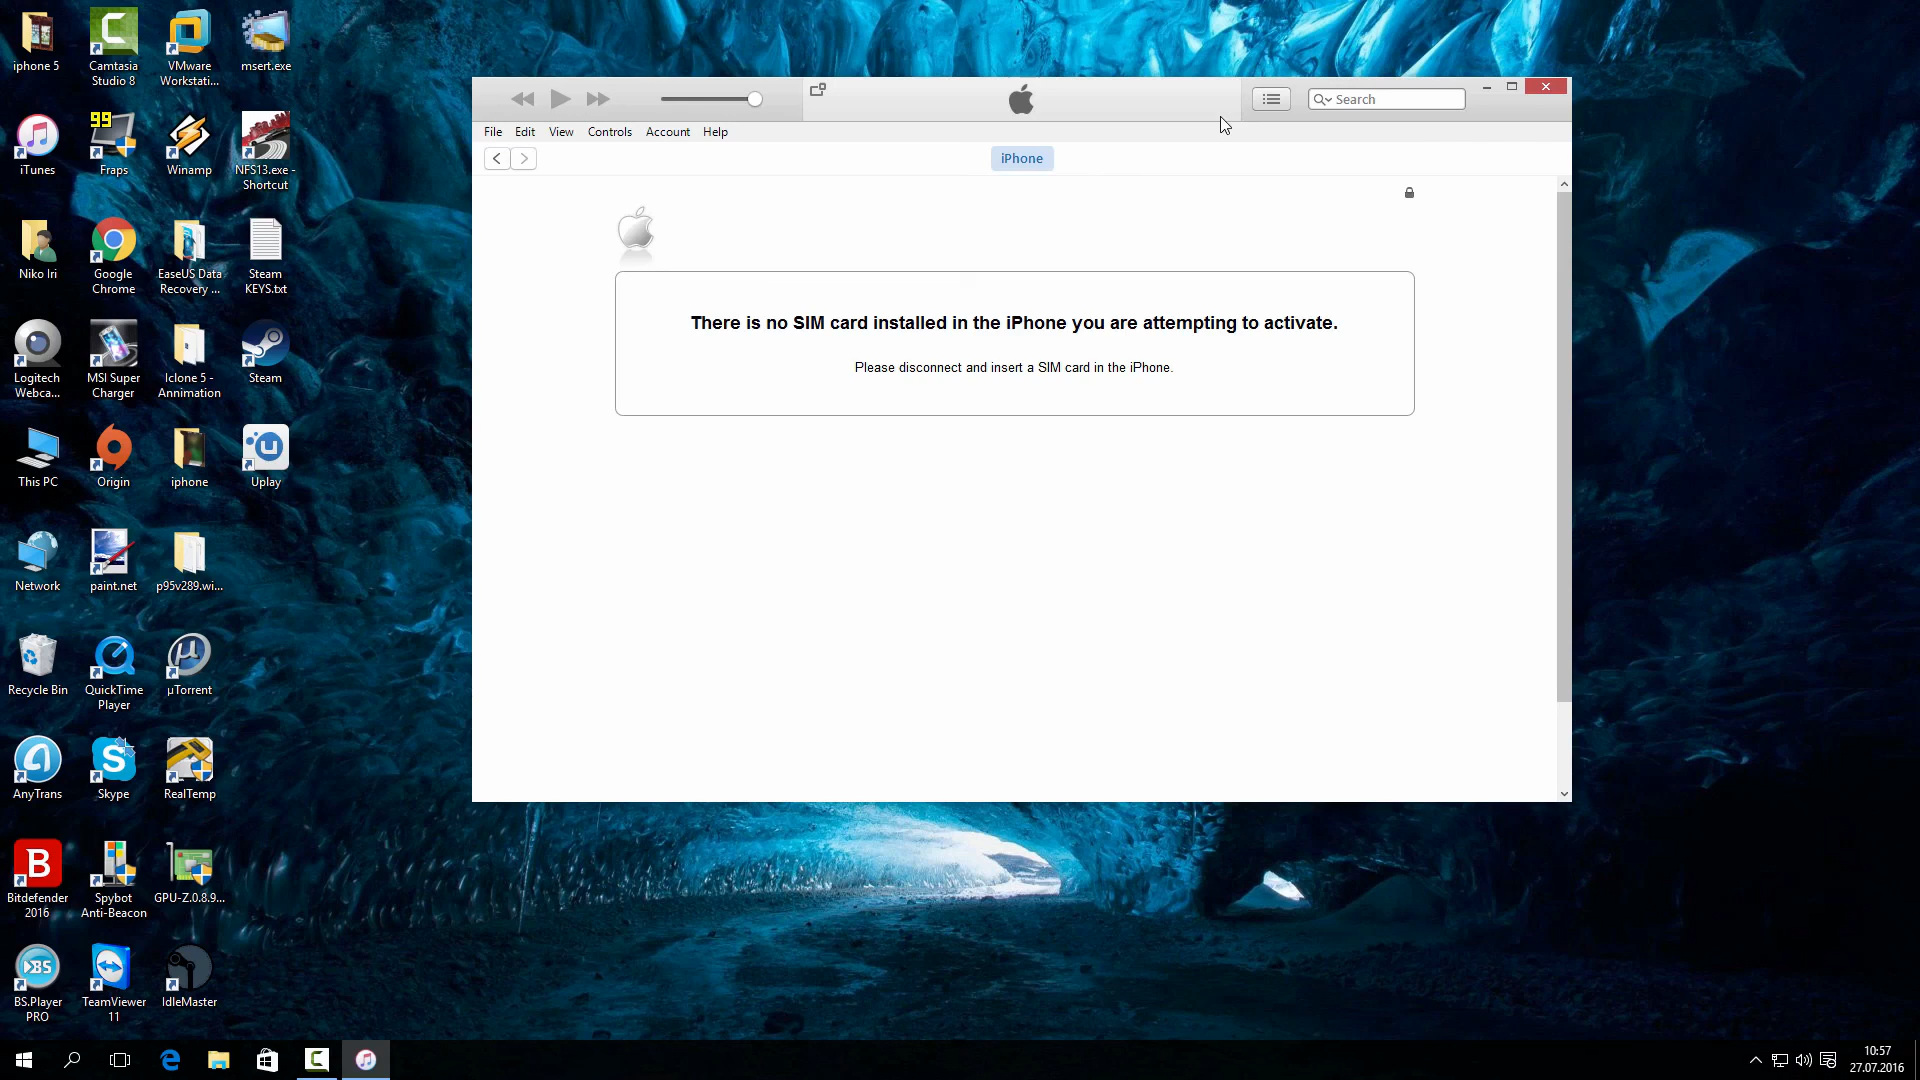 iphone 5
Camtasia
Studio 8
VMware
Workstati...
msert.exe
iTunes
99
Fraps
Winamp
NFS13.exe -
Shortcut
Niko Iri
Google
Chrome
EaseUS Data
Recovery ...
Steam
KEYS.txt
Logitech
Webca...
MSI Super
Charger
Iclone 5 -
Annimation
Steam
This PC
Origin
iphone
Uplay
Network
paint.net
p95v289.wi...
Recycle Bin
QuickTime
Player
µTorrent
AnyTrans
Skype
RealTemp
Bitdefender
2016
Spybot
Anti-Beacon
GPU-Z.0.8.9...
BS.Player
PRO
TeamViewer
11
IdleMaster
Search
File Edit View Controls Account Help
iPhone
There is no SIM card installed in the iPhone you are attempting to activate.
Please disconnect and insert a SIM card in the iPhone.
10:57
27.07.2016